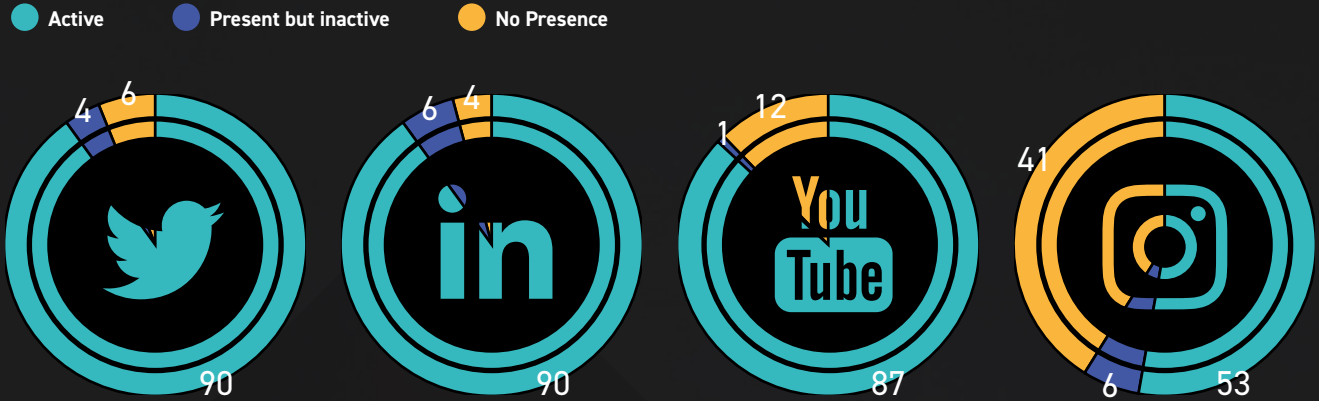 Active Present but inactive No Presence
4 6 90
6 4 90
1 12 87
41 6 53
in
You
Tube